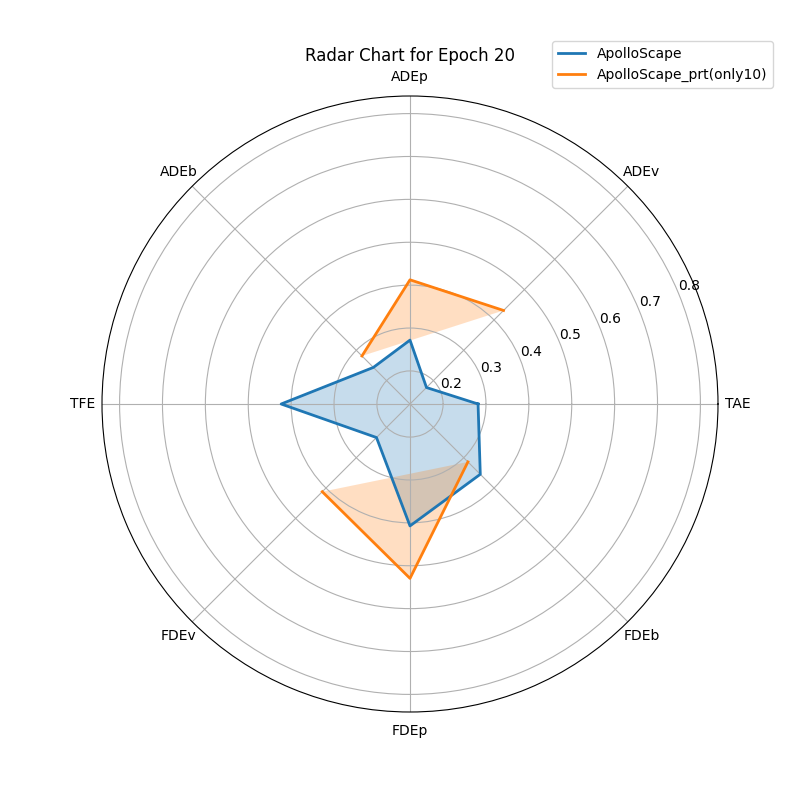 Radar Chart for Epoch 20
ApolloScape
ApolloScape_prt(only10)
ADEp
ADEb
ADEv
0.8
0.7
0.6
0.5
0.4
0.3
0.2
TFE
TAE
FDEv
FDEb
FDEp